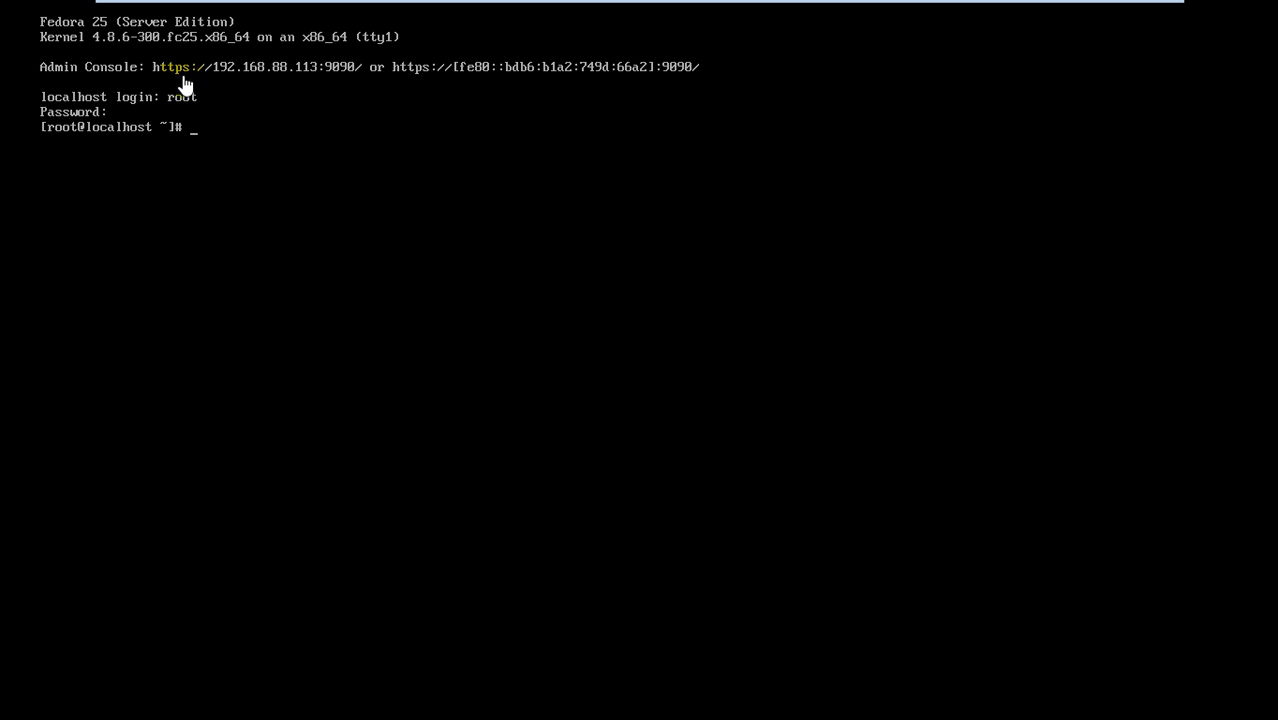 Fedora 25 (Server Edition)
Kernel 4.8.6-300.fc25.x86_64 on an x86_64 (tty1)
Admin Console: https://192.168.88.113:9090/ or https://[fe80::bdb6:b1a2:749d:66a2]:9090/
localhost login: root
Password:
[root@localhost ~]# _